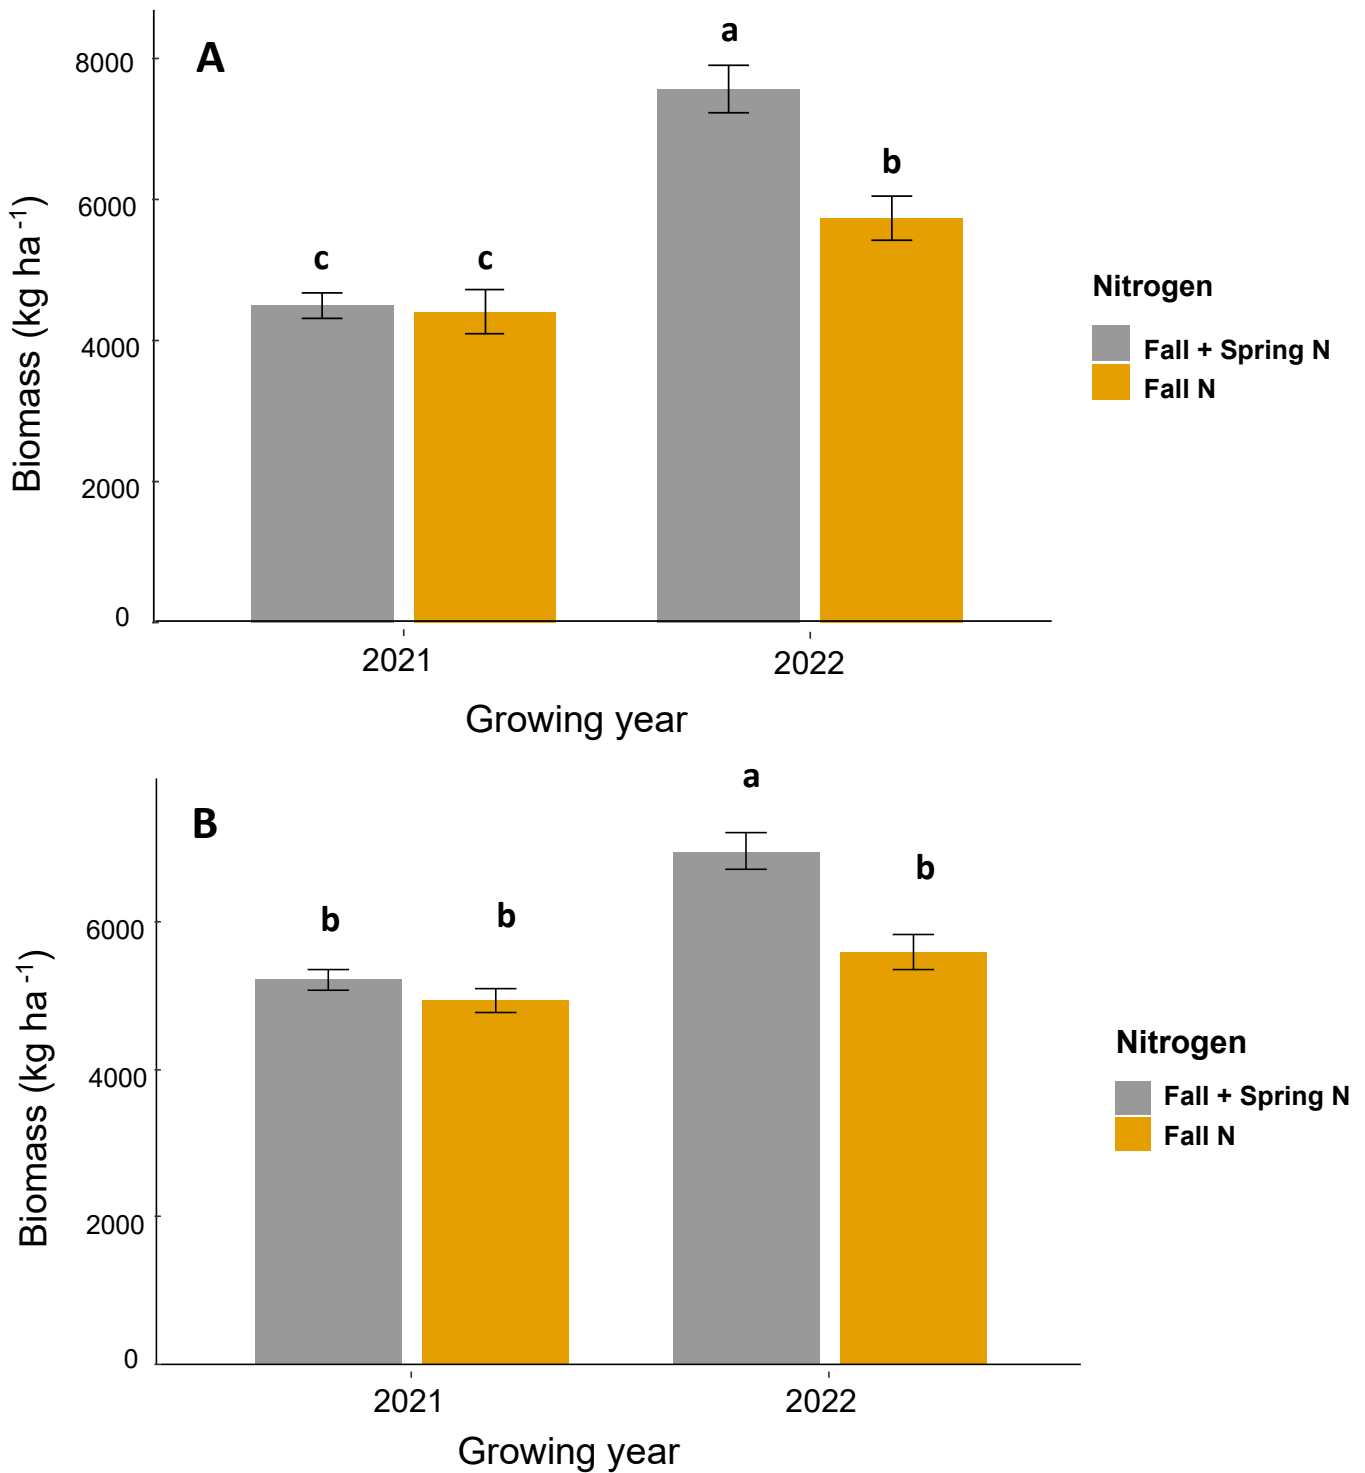 A
a
8000
b
6000
c
c
4000
2000
0
Biomass (kg ha -1)
2021
2022
Growing year
Nitrogen
Fall + Spring N
Fall N
B
a
b
b
b
6000
4000
2000
0
Biomass (kg ha -1)
2021
2022
Growing year
Nitrogen
Fall + Spring N
Fall N